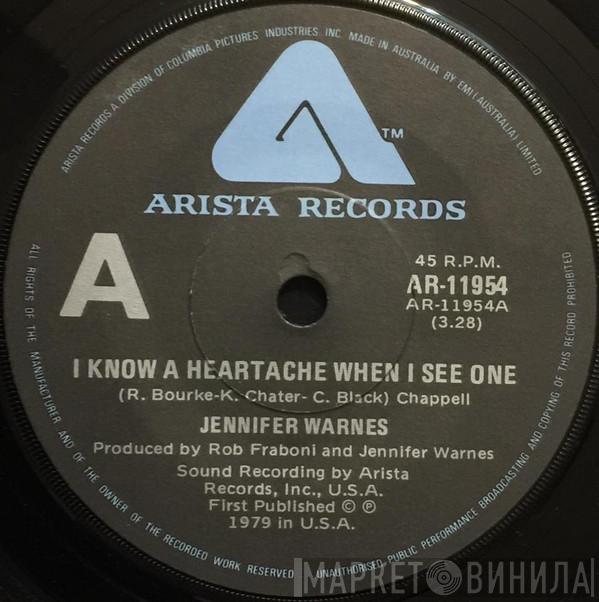 ARISTA RECORDS A DIVISION OF COLUMBIA PICTURES INDUSTRIES INC MADE IN AUSTRALIA BY EMI (AUSTRALIA) LIMITED
TM
ARISTA RECORDS
A
45 R.P.M.
AR-11954
AR-11954A
(3.28)
I KNOW A HEARTACHE WHEN I SEE ONE
(R. Bourke-K. Chater- C. Black) Chappell
JENNIFER WARNES
Produced by Rob Fraboni and Jennifer Warnes
Sound Recording by Arista
Records, Inc., U.S.A.
First Published © ℗
1979 in U.S.A.
ALL RIGHTS OF THE MANUFACTURER AND OF THE OWNER OF THE RECORDED WORK RESERVED. UNAUTHORISED PUBLIC PERFORMANCE BROADCASTING AND COPYING OF THIS RECORD PROHIBITED
МАРКЕТ ВИНИЛА